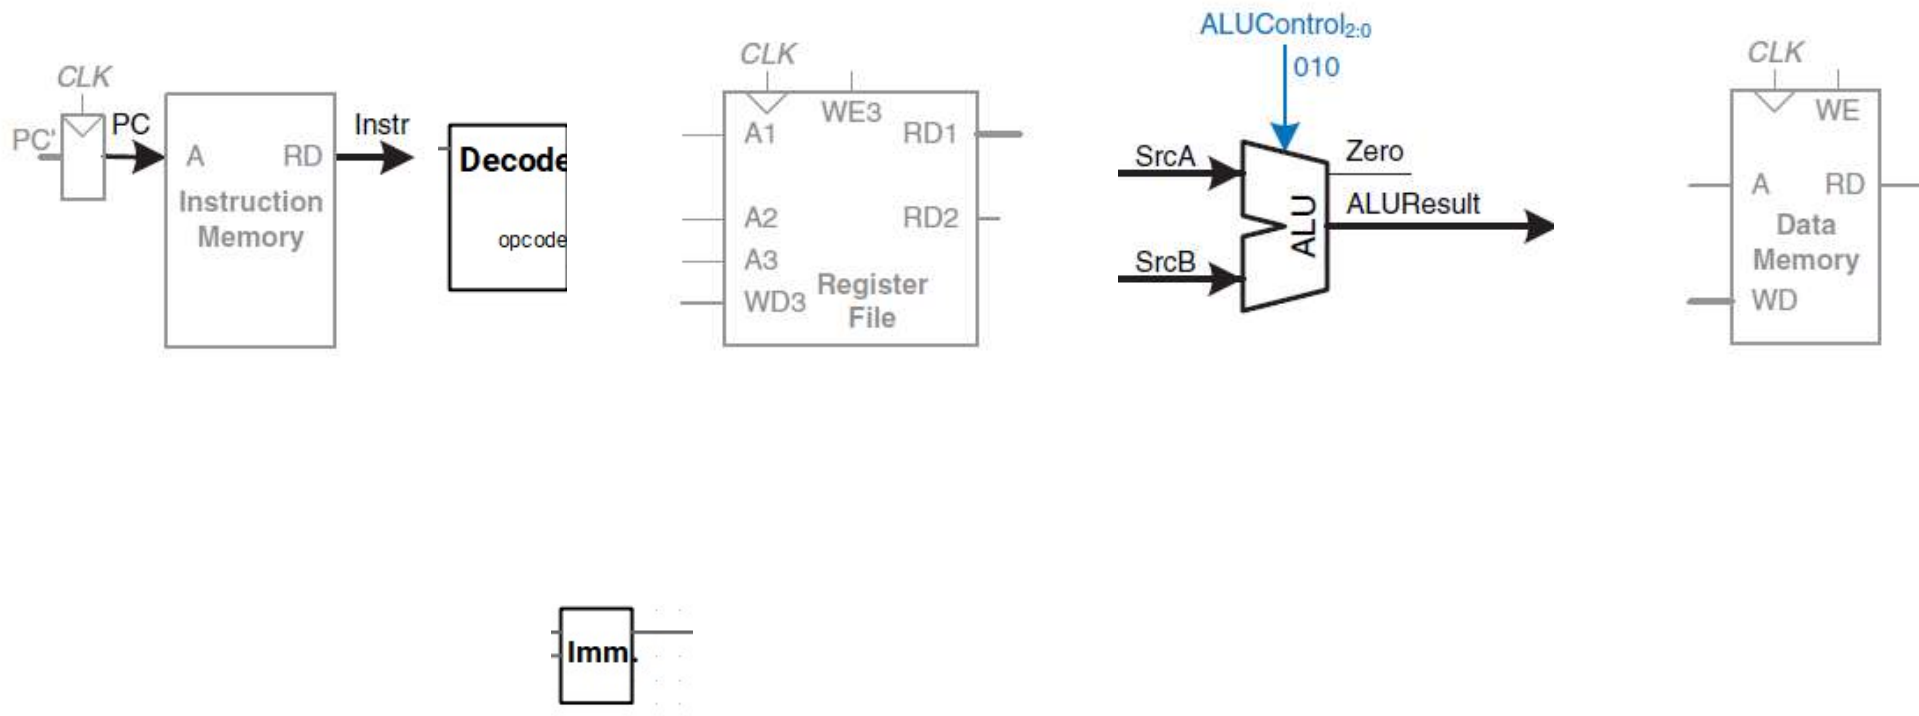 CLK
PC'
PC
A RD
Instruction
Memory
Instr
Decode
opcode
CLK
WE3
A1 RD1
A2 RD2
A3
WD3
Register
File
ALUControl2:0
010
SrcA
SrcB
ALU
Zero
ALUResult
CLK
WE
A RD
Data
Memory
WD
Imm.